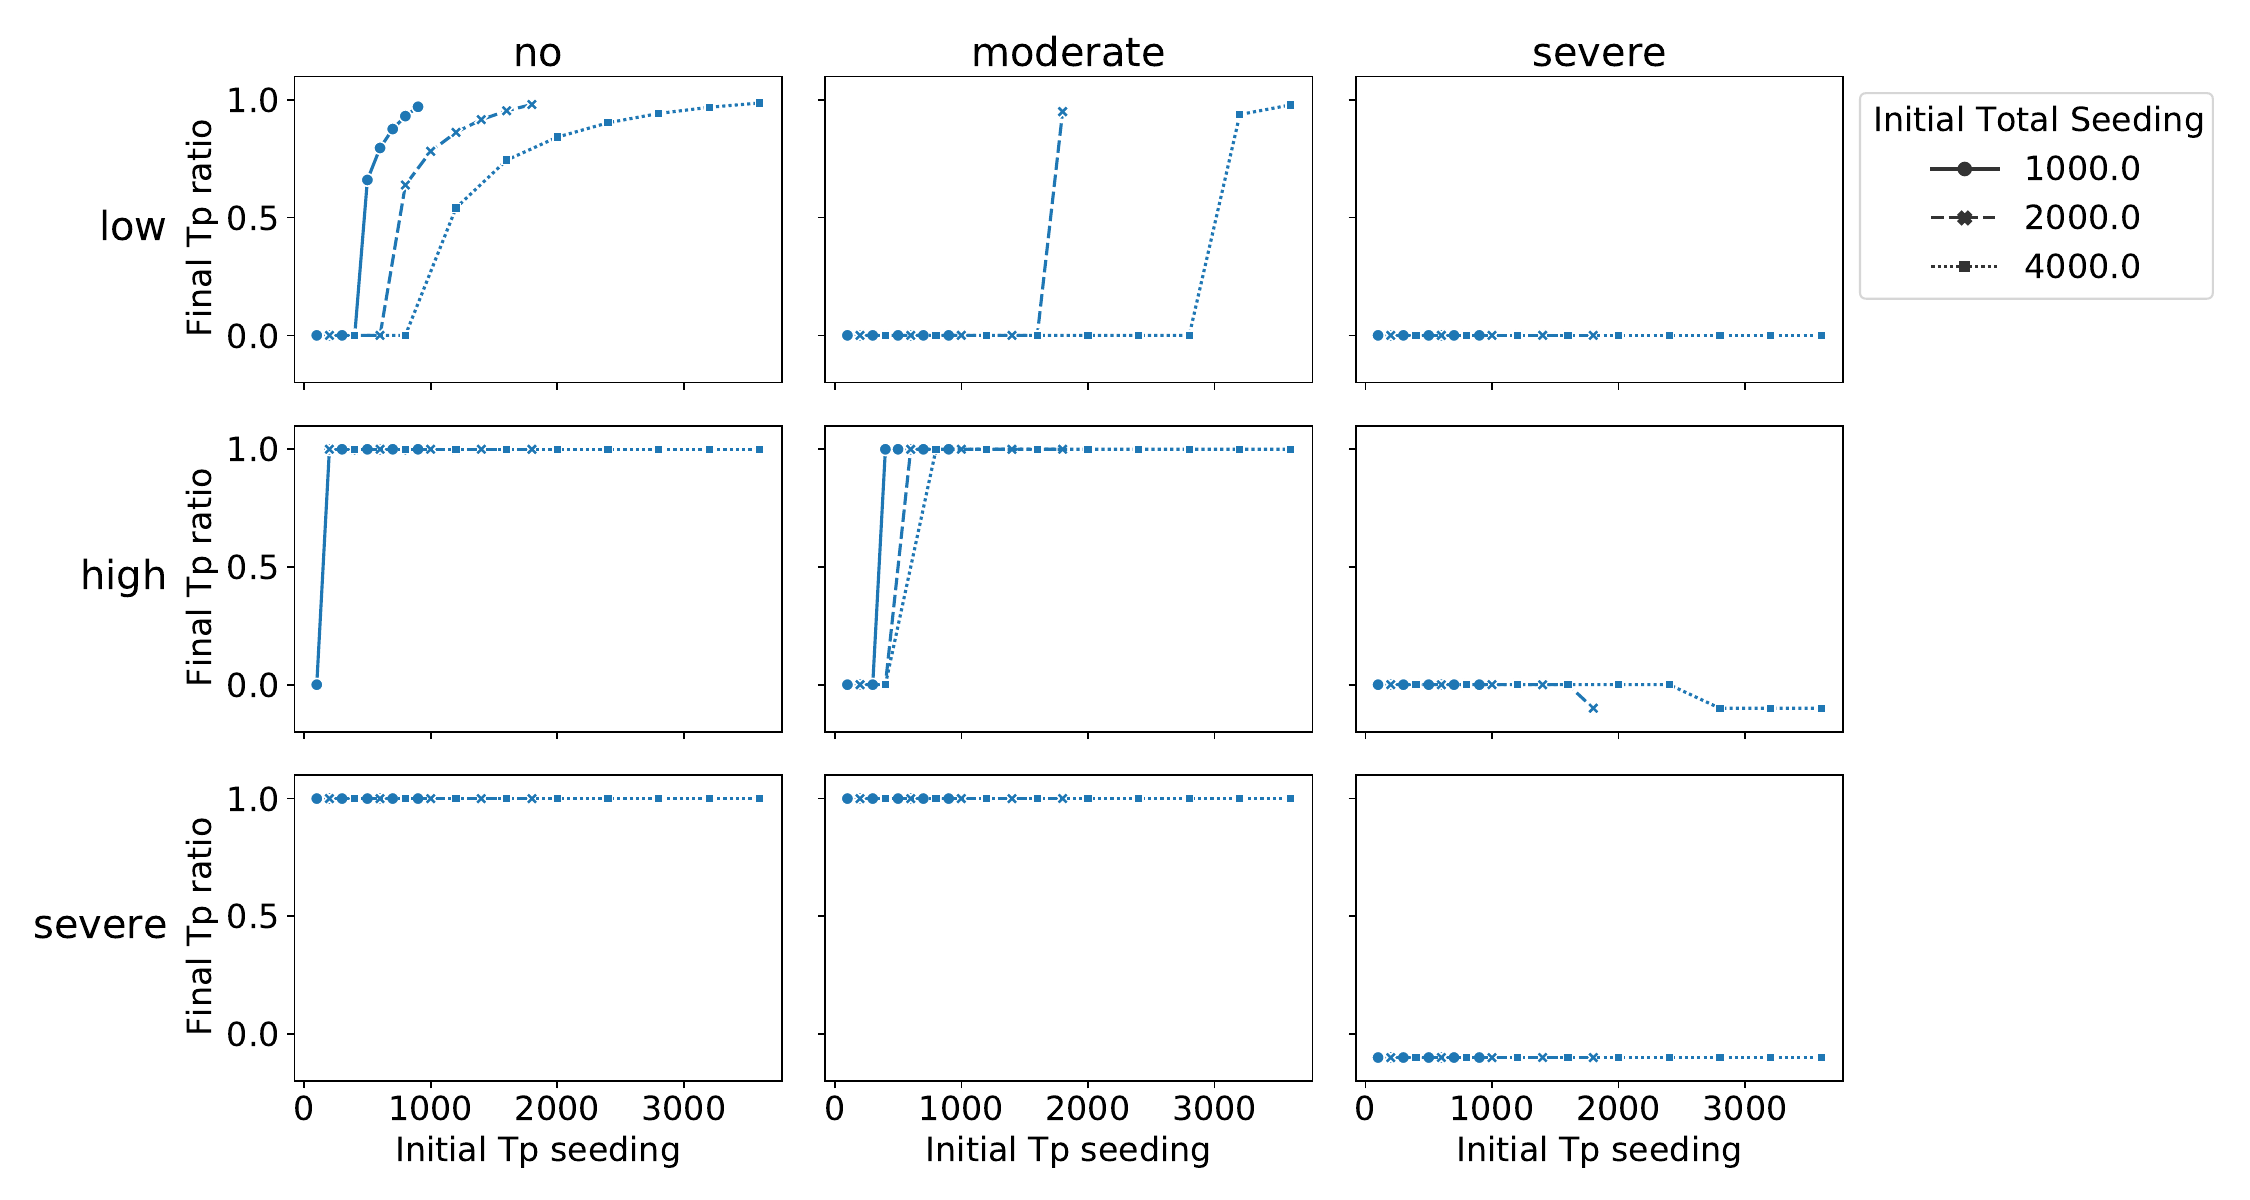 no
moderate
severe
Initial Total Seeding
1000.0
2000.0
4000.0
low
Final Tp ratio
1.0
0.5
0.0
high
Final Tp ratio
1.0
0.5
0.0
severe
Final Tp ratio
1.0
0.5
0.0
0 1000 2000 3000
0 1000 2000 3000
0 1000 2000 3000
Initial Tp seeding
Initial Tp seeding
Initial Tp seeding